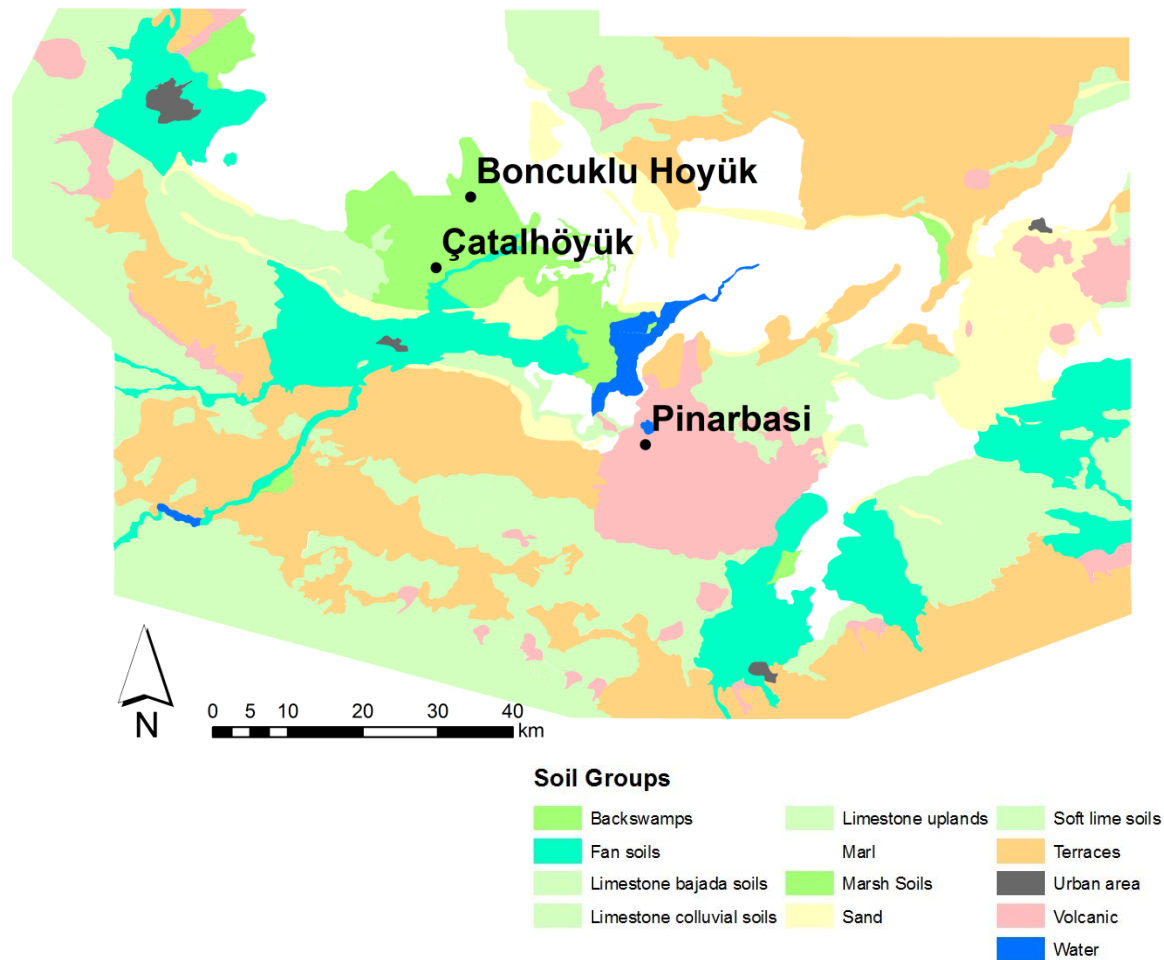 Boncuklu Hoyük
Çatalhöyük
Pinarbasi
N
0 5 10 20 30 40
km
Soil Groups
Backswamps
Fan soils
Limestone bajada soils
Limestone colluvial soils
Limestone uplands
Marl
Marsh Soils
Sand
Soft lime soils
Terraces
Urban area
Volcanic
Water